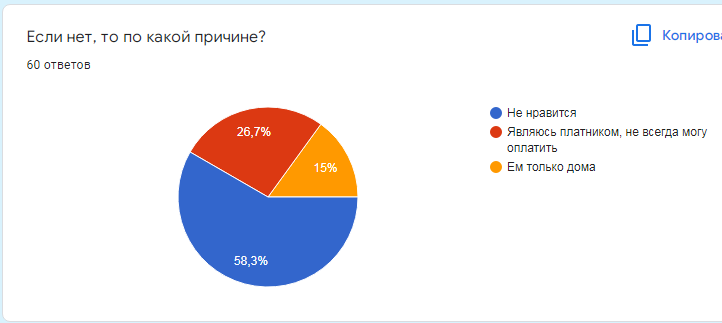 Если нет, то по какой причине?
Копирова
60 ответов
26,7%
15%
58,3%
Не нравится
Являюсь платником, не всегда могу
оплатить
Ем только дома